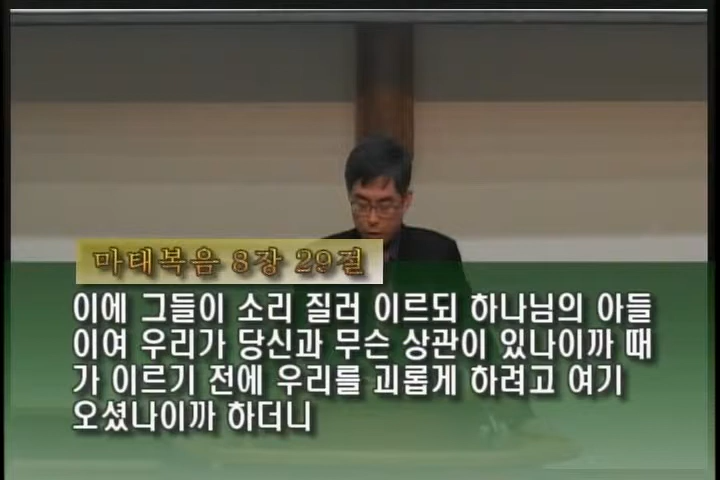 마태복음 8장 29절
이에 그들이 소리 질러 이르되 하나님의 아들
이여 우리가 당신과 무슨 상관이 있나이까 때
가 이르기 전에 우리를 괴롭게 하려고 여기
오셨나이까 하더니